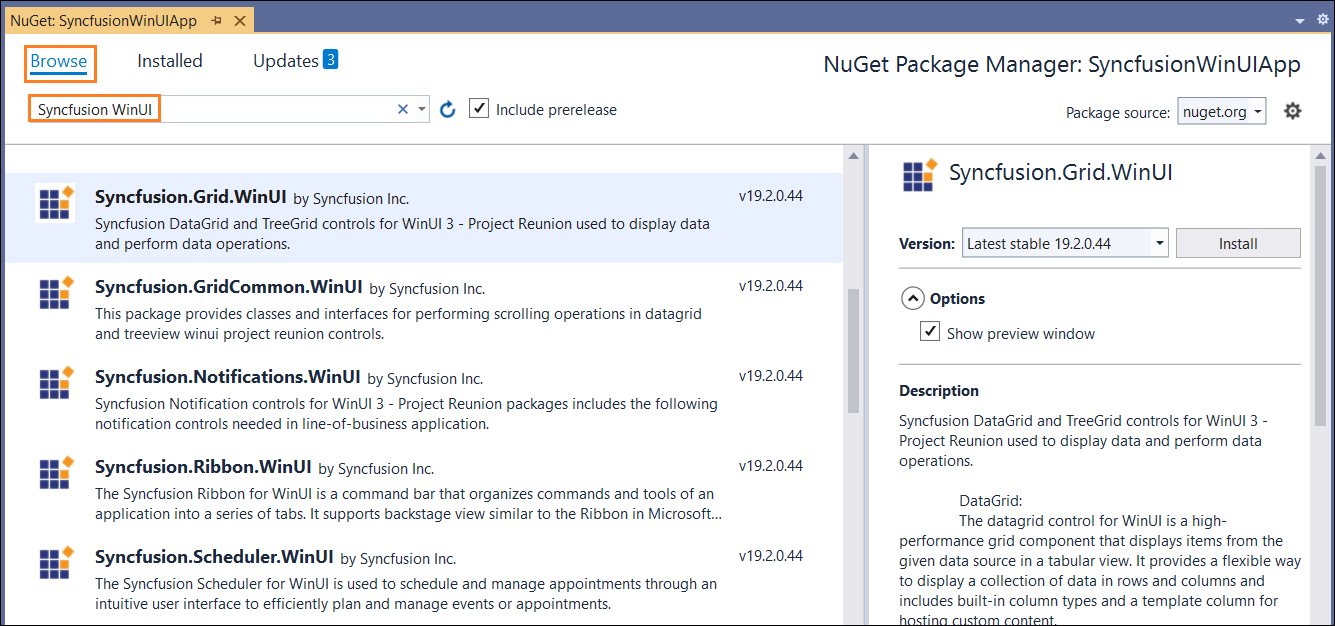 NuGet: SyncfusionWinUIApp
Browse
Installed
Updates 3
NuGet Package Manager: SyncfusionWinUIApp
Syncfusion WinUI
Include prerelease
Package source: nuget.org
Syncfusion.Grid.WinUI by Syncfusion Inc.
v19.2.0.44
Syncfusion DataGrid and TreeGrid controls for WinUI 3 - Project Reunion used to display data
and perform data operations.
Syncfusion.GridCommon.WinUI by Syncfusion Inc.
v19.2.0.44
This package provides classes and interfaces for performing scrolling operations in datagrid
and treeview winui project reunion controls.
Syncfusion.Notifications.WinUI by Syncfusion Inc.
v19.2.0.44
Syncfusion Notification controls for WinUI 3 - Project Reunion packages includes the following
notification controls needed in line-of-business application.
Syncfusion.Ribbon.WinUI by Syncfusion Inc.
v19.2.0.44
The Syncfusion Ribbon for WinUI is a command bar that organizes commands and tools of an
application into a series of tabs. It supports backstage view similar to the Ribbon in Microsoft...
Syncfusion.Scheduler.WinUI by Syncfusion Inc.
v19.2.0.44
The Syncfusion Scheduler for WinUI is used to schedule and manage appointments through an
intuitive user interface to efficiently plan and manage events or appointments.
Syncfusion.Grid.WinUI
Version: Latest stable 19.2.0.44
Install
Options
Show preview window
Description
Syncfusion DataGrid and TreeGrid controls for WinUI 3 -
Project Reunion used to display data and perform data
operations.
DataGrid:
The datagrid control for WinUI is a high-
performance grid component that displays items from the
given data source in a tabular view. It provides a flexible way
to display a collection of data in rows and columns and
includes built-in column types and a template column for
hosting custom content.